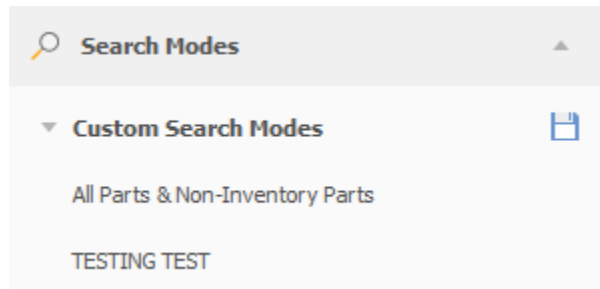 Search Modes
Custom Search Modes
All Parts & Non-Inventory Parts
TESTING TEST